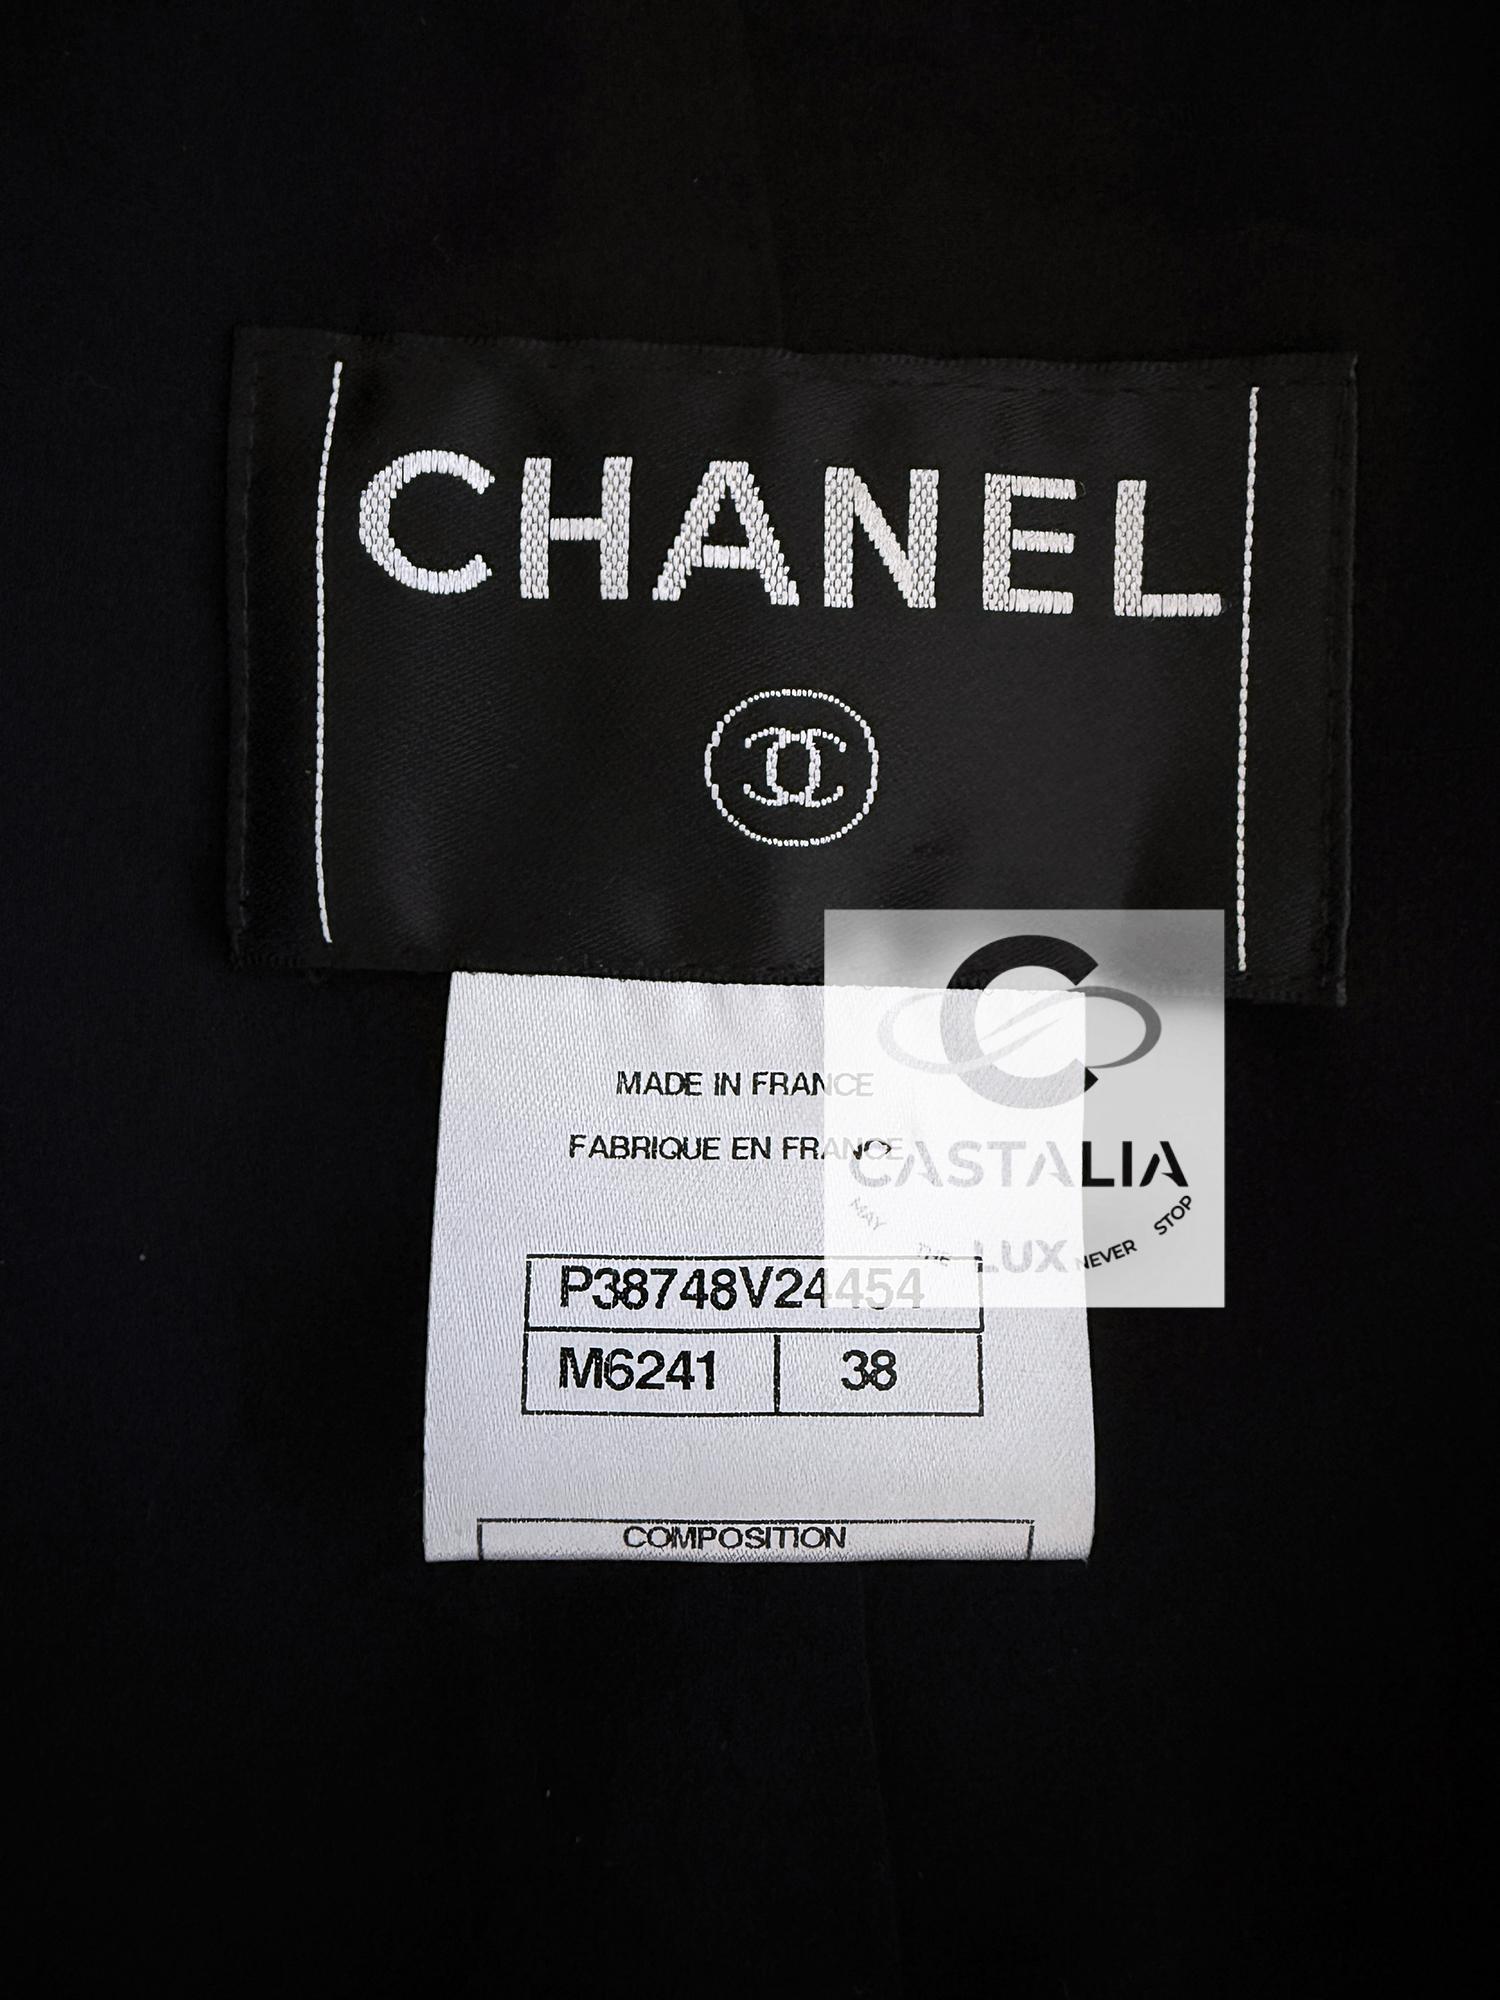 CHANEL
MADE IN FRANCE
FABRIQUE EN FRANCE
CASTALIA
MAY THE LUX NEVER STOP
P38748V24454
M6241 38
COMPOSITION